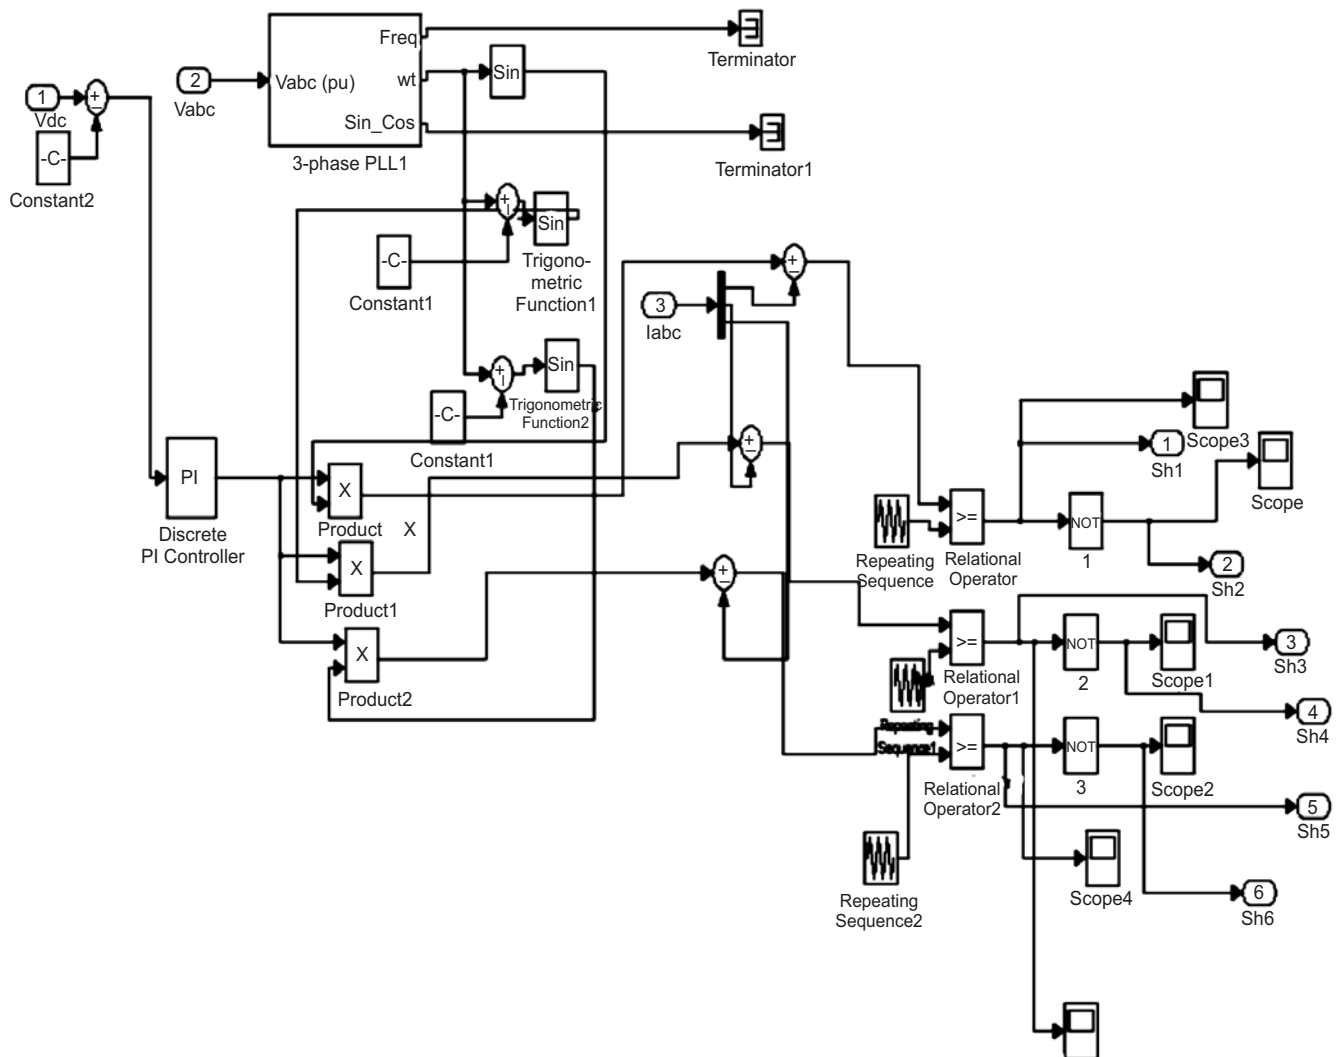 Freq
Terminator
wt
Sin
Vabc (pu)
2
Vabc
1
Vdc
+
−
Sin_Cos
3-phase PLL1
Terminator1
-C-
Constant2
+
Sin
-C-
Constant1
Trigono-
metric
Function1
+
−
3
Iabc
+
Sin
Trigonometric
Function2
-C-
Constant1
Scope3
1
Sh1
Scope
+
−
PI
Discrete
PI Controller
X
Product
X
X
Product1
X
Product2
+
−
Repeating
Sequence
>=
Relational
Operator
NOT
1
2
Sh2
>=
Relational
Operator1
NOT
2
Scope1
3
Sh3
4
Sh4
Repeating
Sequence1
>=
Relational
Operator2
NOT
3
Scope2
5
Sh5
Repeating
Sequence2
Scope4
6
Sh6